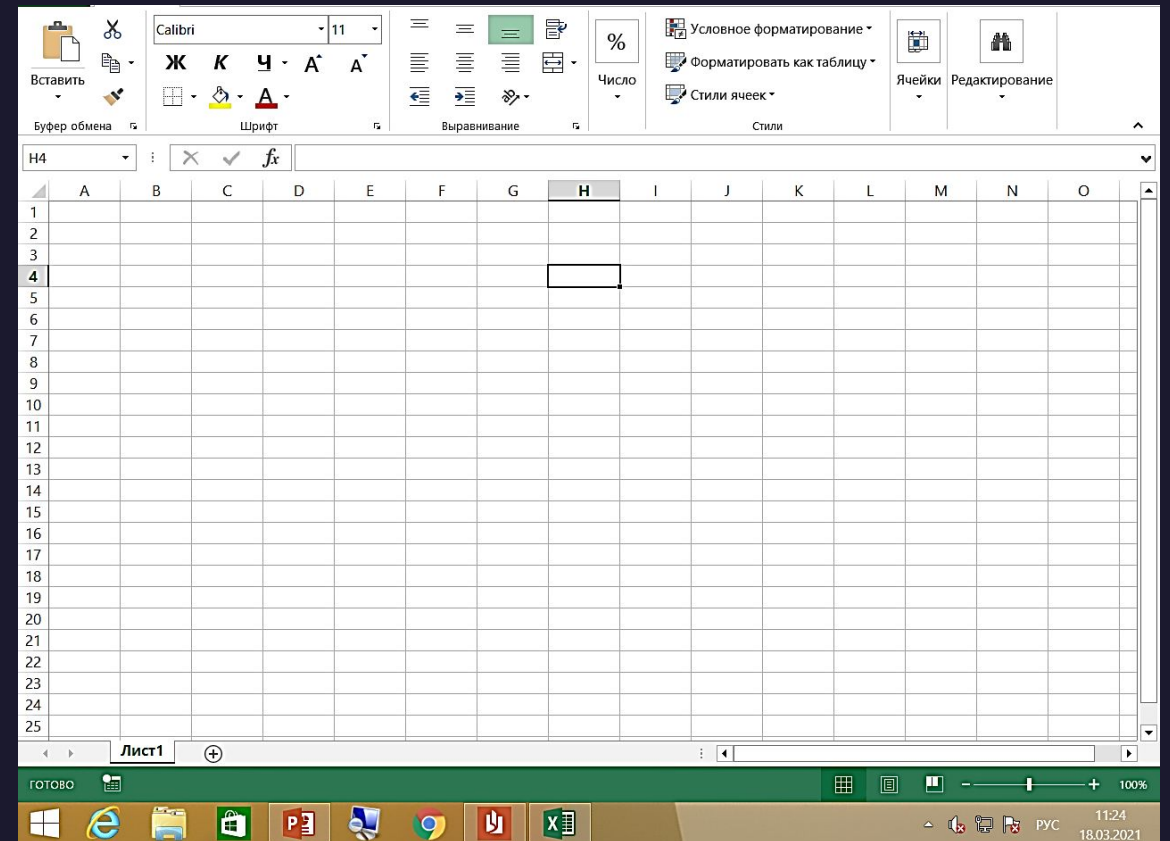 Calibri 11
Ж К Ч А А
Вставить
%
Число
Условное форматирование
Форматировать как таблицу
Стили ячеек
Ячейки Редактирование
Буфер обмена Шрифт Выравнивание Стили
H4 fx
A B C D E F G H I J K L M N O
1
2
3
4
5
6
7
8
9
10
11
12
13
14
15
16
17
18
19
20
21
22
23
24
25
Лист1
ГОТОВО 100%
РУС 11:24
18.03.2021